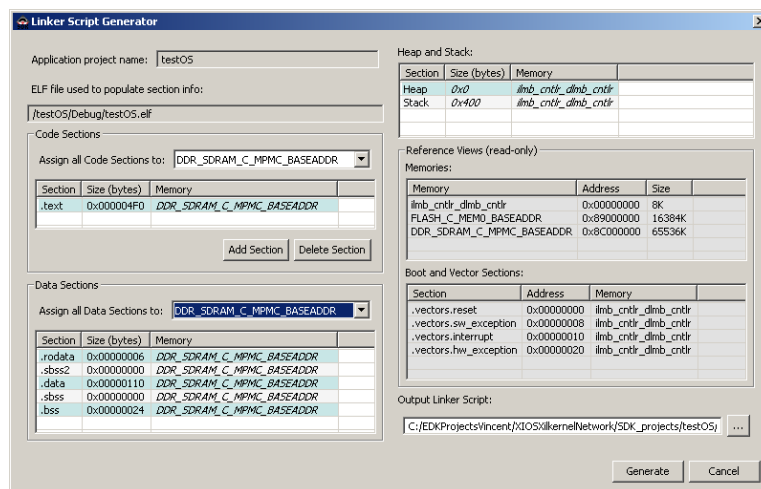 Linker Script Generator
Application project name: testOS
ELF file used to populate section info:
/testOS/Debug/testOS.elf
Code Sections
Assign all Code Sections to: DDR_SDRAM_C_MPMC_BASEADDR
Section Size (bytes) Memory
.text 0x000004F0 DDR_SDRAM_C_MPMC_BASEADDR
Add Section Delete Section
Data Sections
Assign all Data Sections to: DDR_SDRAM_C_MPMC_BASEADDR
Section Size (bytes) Memory
.rodata 0x00000006 DDR_SDRAM_C_MPMC_BASEADDR
.sbss2 0x00000000 DDR_SDRAM_C_MPMC_BASEADDR
.data 0x00000110 DDR_SDRAM_C_MPMC_BASEADDR
.sbss 0x00000000 DDR_SDRAM_C_MPMC_BASEADDR
.bss 0x00000024 DDR_SDRAM_C_MPMC_BASEADDR
Heap and Stack:
Section Size (bytes) Memory
Heap 0x0 ilmb_cntlr_dlmb_cntlr
Stack 0x400 ilmb_cntlr_dlmb_cntlr
Reference Views (read-only)
Memories:
Memory Address Size
ilmb_cntlr_dlmb_cntlr 0x00000000 8K
FLASH_C_MEM0_BASEADDR 0x89000000 16384K
DDR_SDRAM_C_MPMC_BASEADDR 0x8C000000 65536K
Boot and Vector Sections:
Section Address Memory
.vectors.reset 0x00000000 ilmb_cntlr_dlmb_cntlr
.vectors.sw_exception 0x00000008 ilmb_cntlr_dlmb_cntlr
.vectors.interrupt 0x00000010 ilmb_cntlr_dlmb_cntlr
.vectors.hw_exception 0x00000020 ilmb_cntlr_dlmb_cntlr
Output Linker Script:
C:/EDKProjectsVincent/XIOSXilkernelNetwork/SDK_projects/testOS/ ...
Generate Cancel